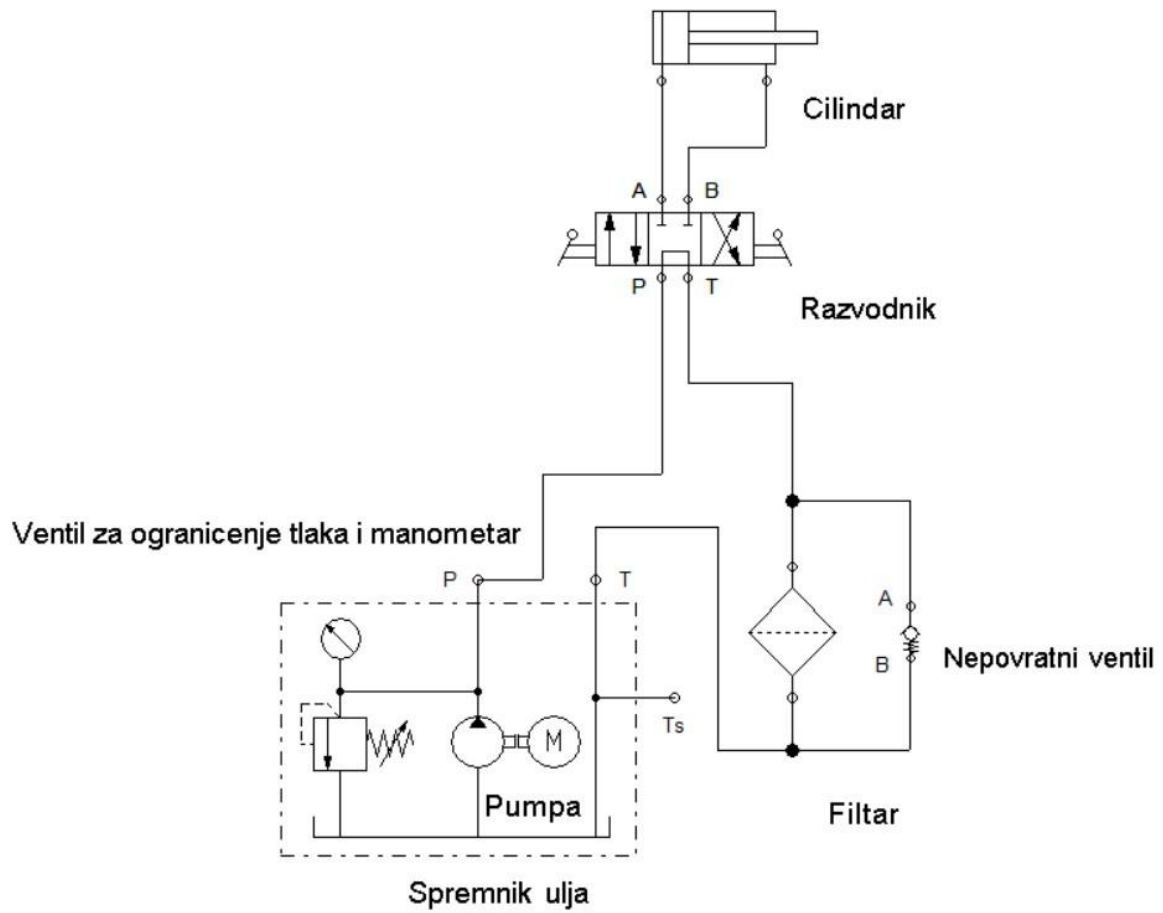 Cilindar
A B
P T
Razvodnik
Ventil za ogranicenje tlaka i manometar
P T
A
B
Nepovratni ventil
Ts
M
Pumpa
Filtar
Spremnik ulja